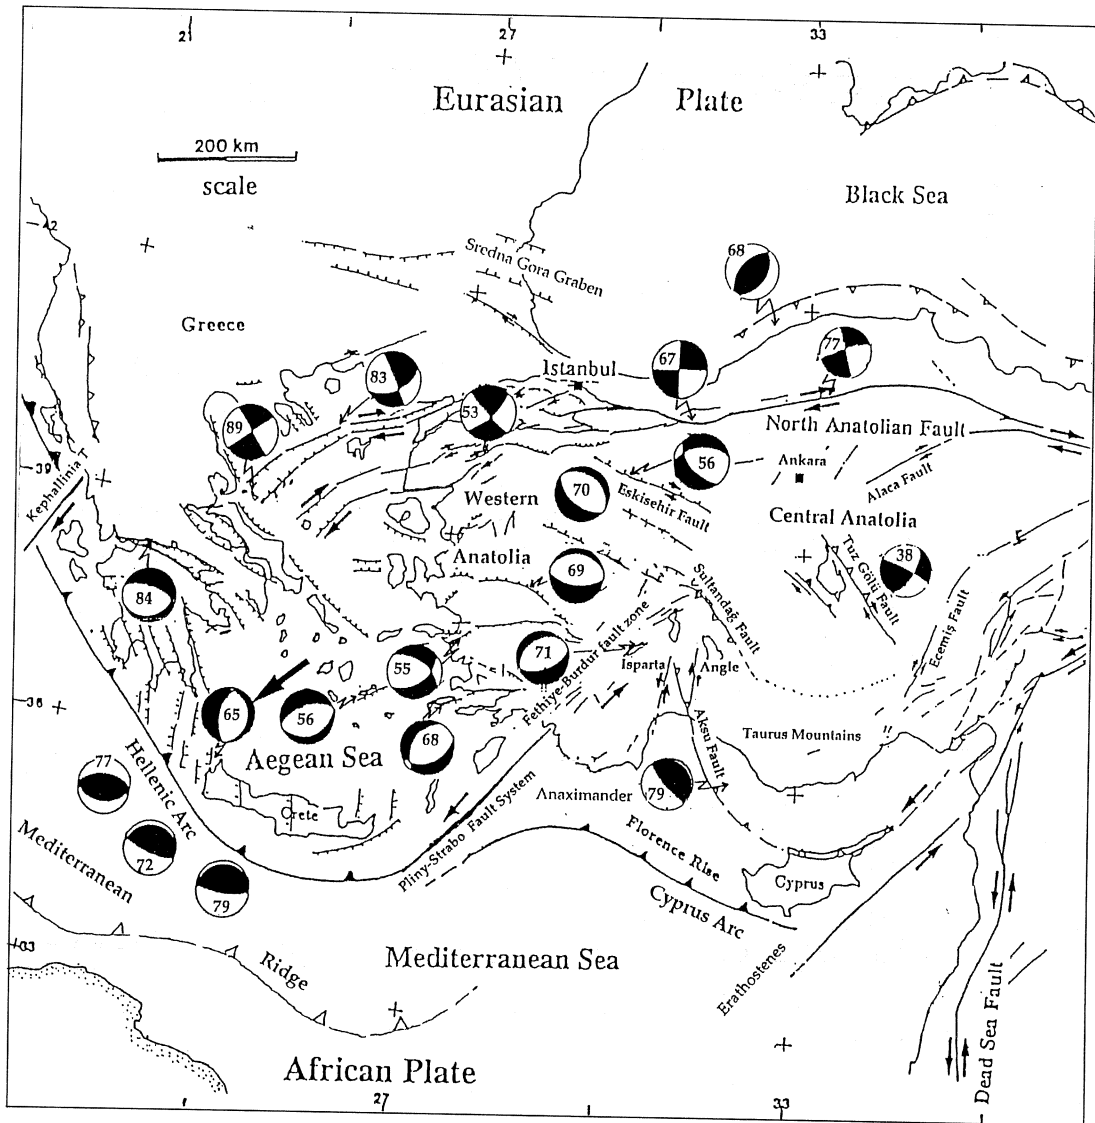 21
27
33
Eurasian Plate
200 km
scale
Black Sea
42
68
Sredna Gora Graben
Greece
83
Istanbul
67
77
89
53
North Anatolian Fault
39
Kephallinia T
56
Ankara
Alaca Fault
Western
70
Eskisehir Fault
Central Anatolia
Anatolia
69
Tuz Gölü Fault
38
84
Sultandağ Fault
Ecemiş Fault
Fethiye-Burdur fault zone
71
55
Isparta
Angle
36
65
56
68
Aksu Fault
Taurus Mountains
Aegean Sea
77
Hellenic Arc
Anaximander
79
Crete
Pliny-Strabo Fault System
Florence Rise
Mediterranean
72
79
Cyprus
Cyprus Arc
33
Ridge
Mediterranean Sea
Erathostenes
Dead Sea Fault
African Plate
27
33